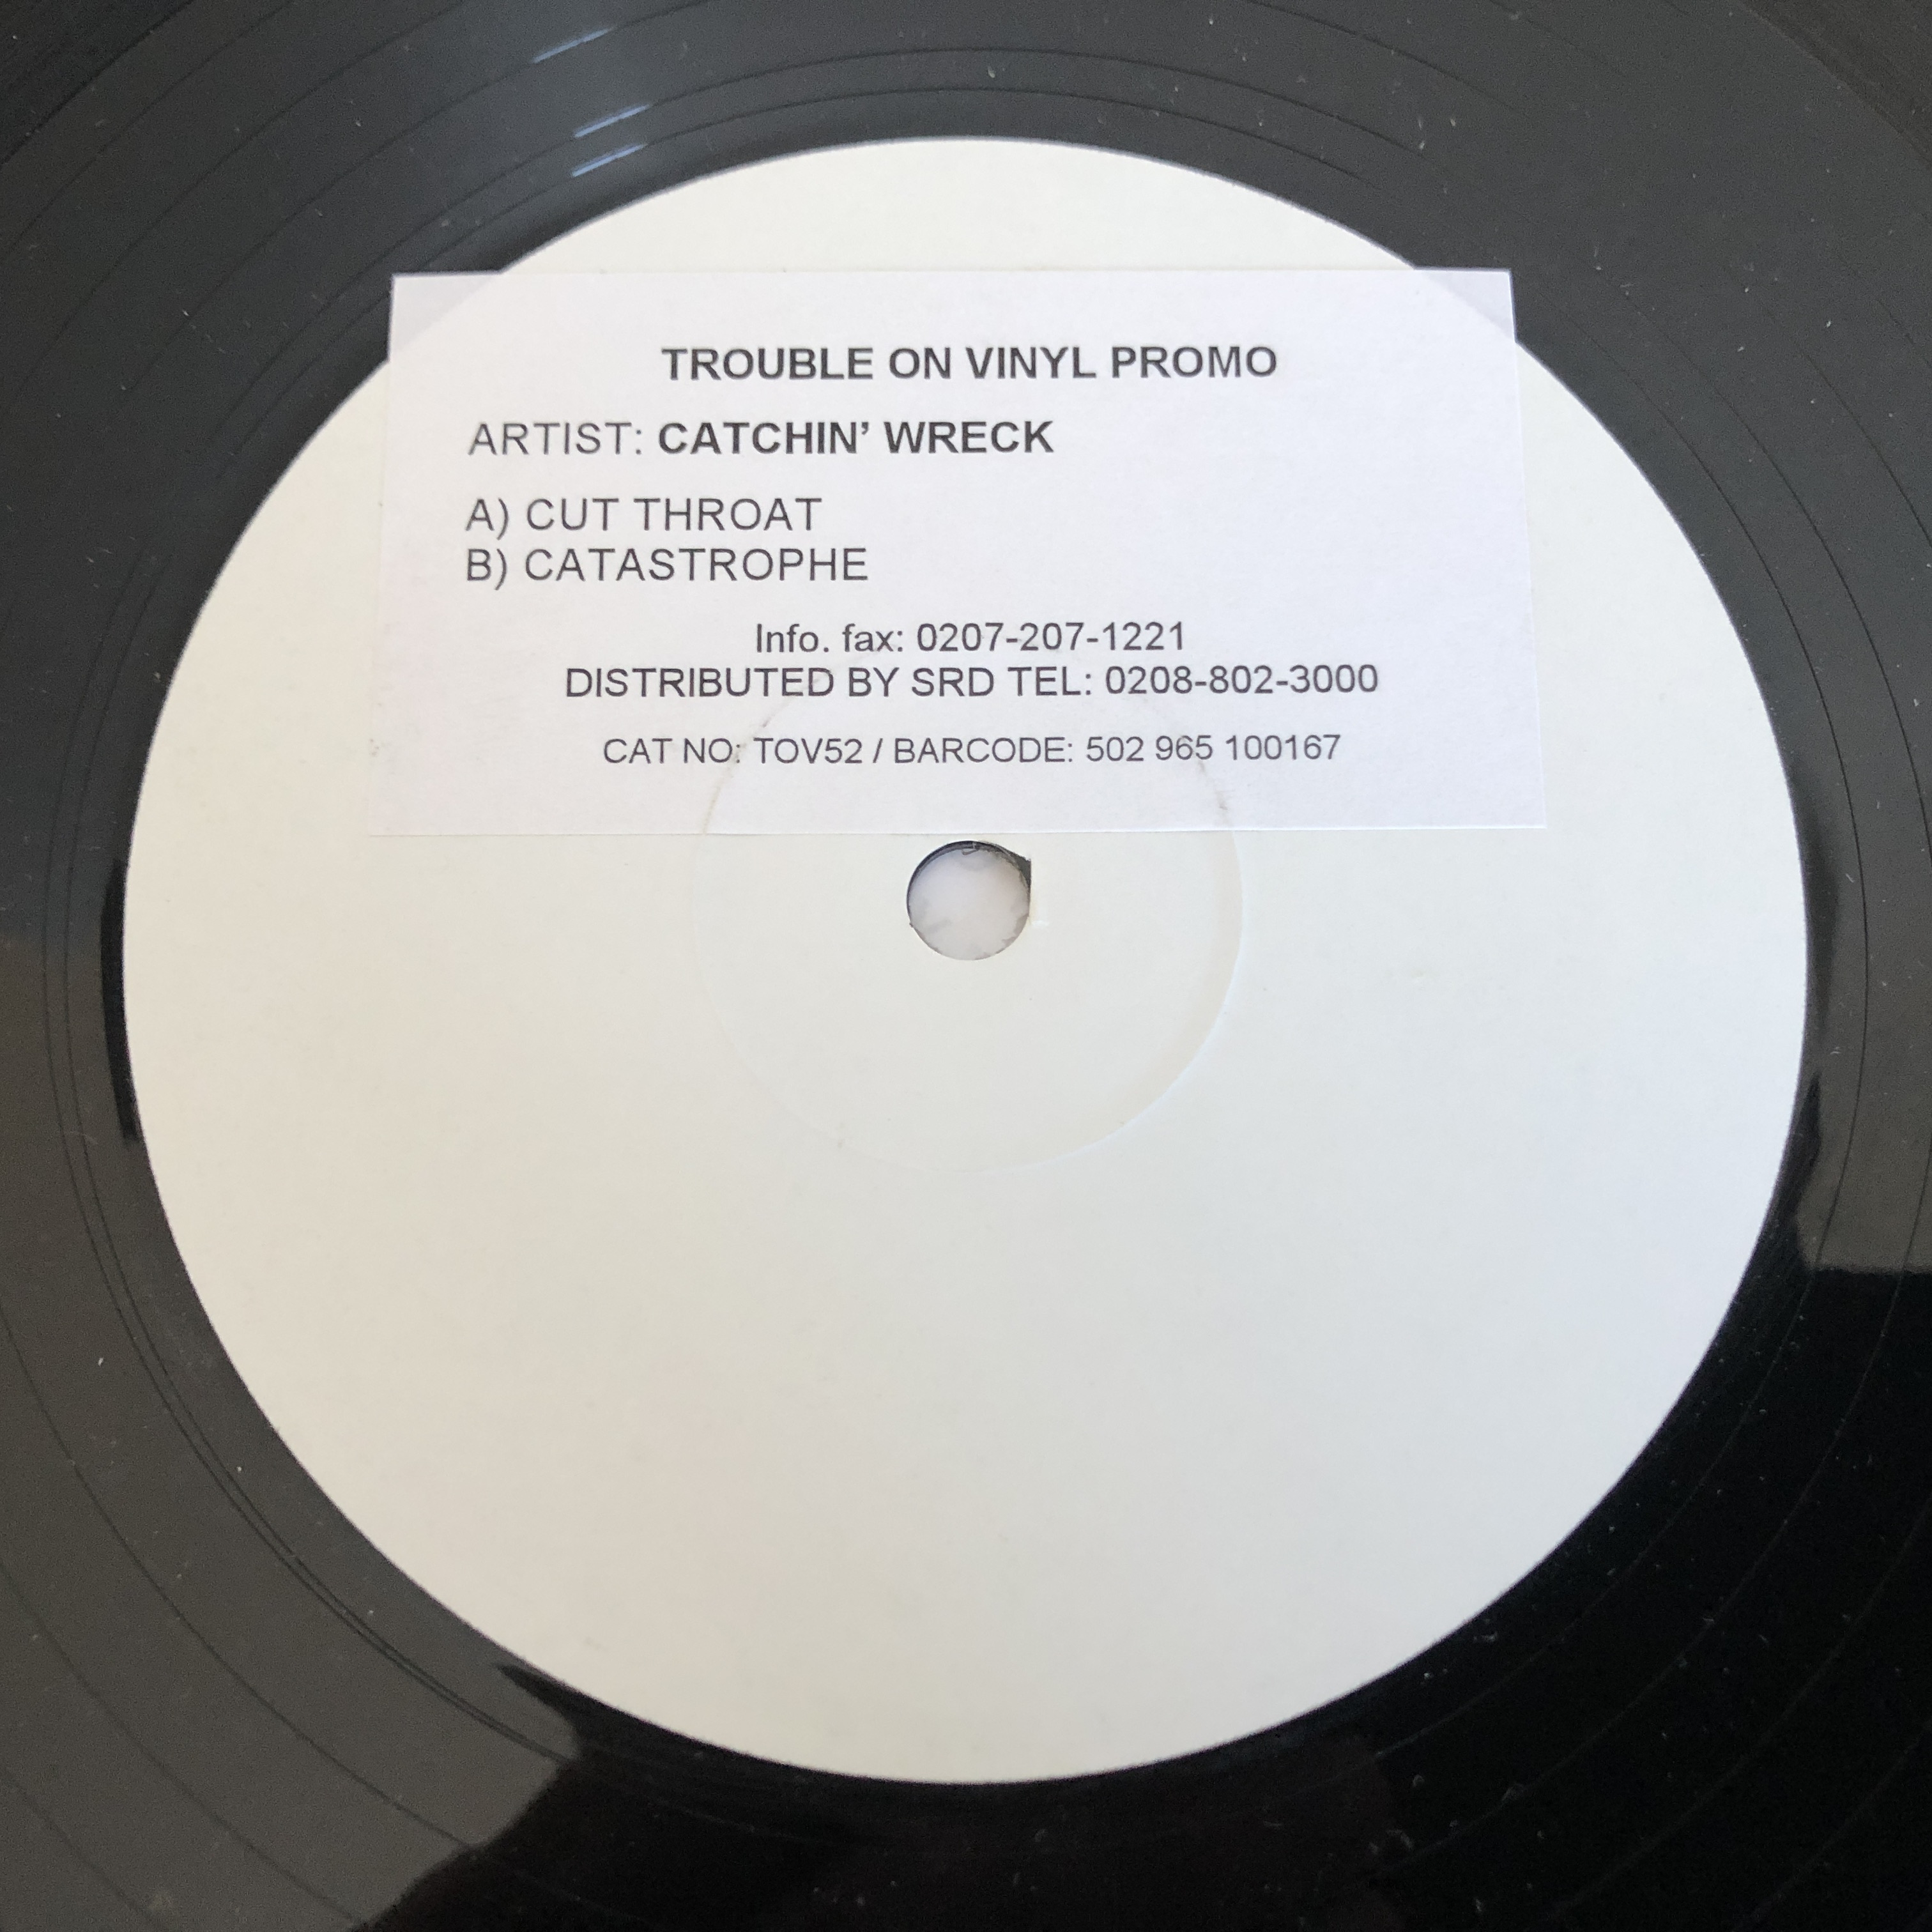 TROUBLE ON VINYL PROMO
ARTIST: CATCHIN’ WRECK
A) CUT THROAT
B) CATASTROPHE
Info. fax: 0207-207-1221
DISTRIBUTED BY SRD TEL: 0208-802-3000
CAT NO: TOV52 / BARCODE: 502 965 100167